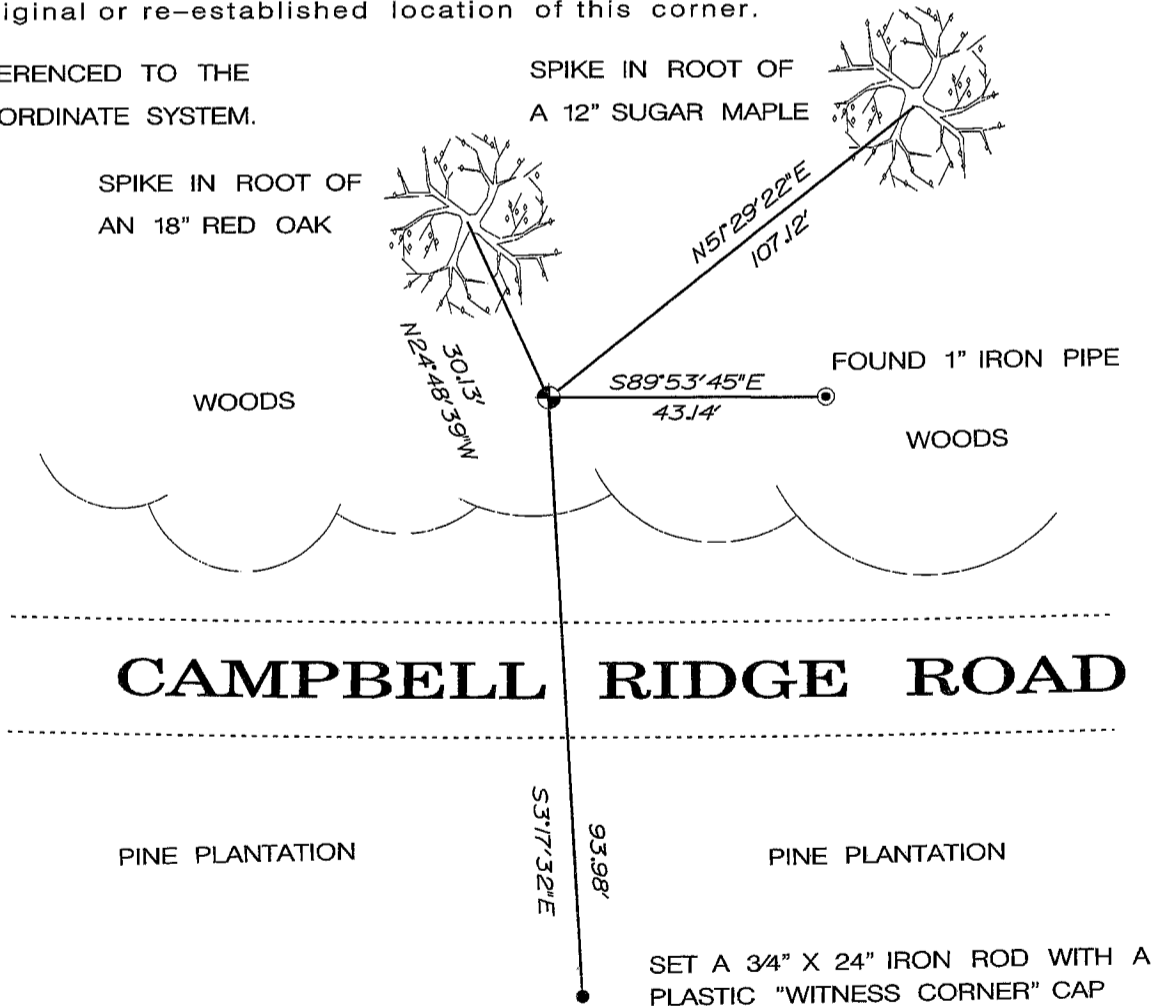 iginal or re-established location of this corner.
ERENCED TO THE
ORDINATE SYSTEM.
SPIKE IN ROOT OF
A 12" SUGAR MAPLE
SPIKE IN ROOT OF
AN 18" RED OAK
N51°29'22"E
107.12'
30.13'
N24°48'39"W
S89°53'45"E
43.14'
FOUND 1" IRON PIPE
WOODS
WOODS
CAMPBELL RIDGE ROAD
S3°17'32"E
93.98'
PINE PLANTATION
PINE PLANTATION
SET A 3/4" X 24" IRON ROD WITH A
PLASTIC "WITNESS CORNER" CAP